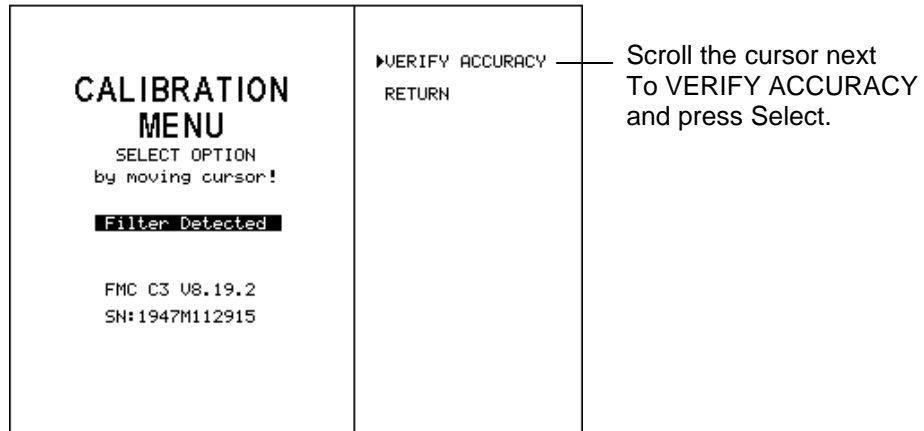 CALIBRATION
MENU
SELECT OPTION
by moving cursor!
Filter Detected
FMC C3 V8.19.2
SN:1947M112915
▶VERIFY ACCURACY
RETURN
Scroll the cursor next
To VERIFY ACCURACY
and press Select.